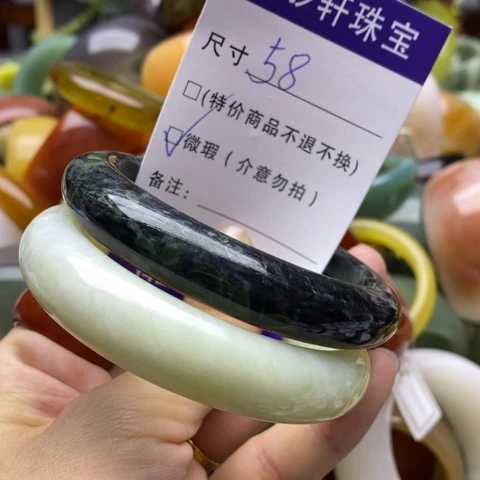 轩珠宝
尺寸 58
□(特价商品不退不换)
☑微瑕(介意勿拍)
备注: